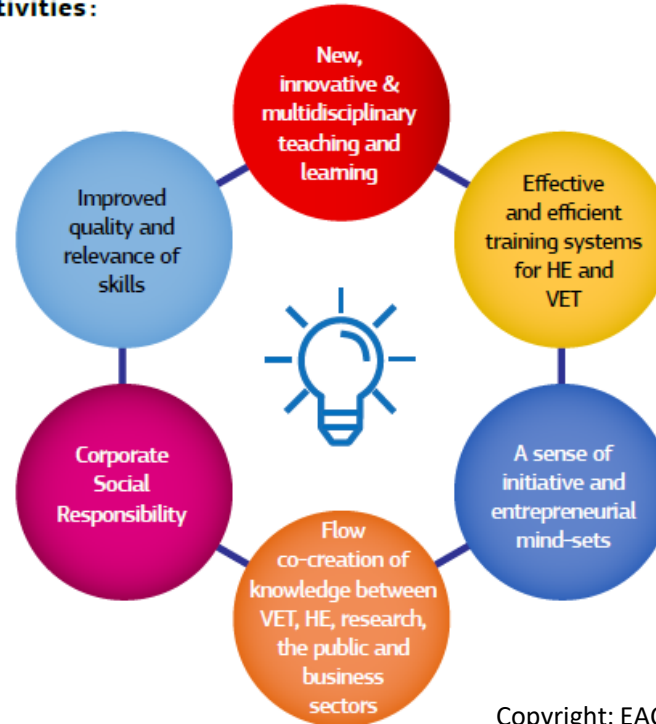 tivities:
New,
innovative &
multidisciplinary
teaching and
learning
Improved
quality and
relevance of
skills
Effective
and efficient
training systems
for HE and
VET
Corporate
Social
Responsibility
A sense of
initiative and
entrepreneurial
mind-sets
Flow
co-creation of
knowledge between
VET, HE, research,
the public and
business
sectors
Copyright: EAC